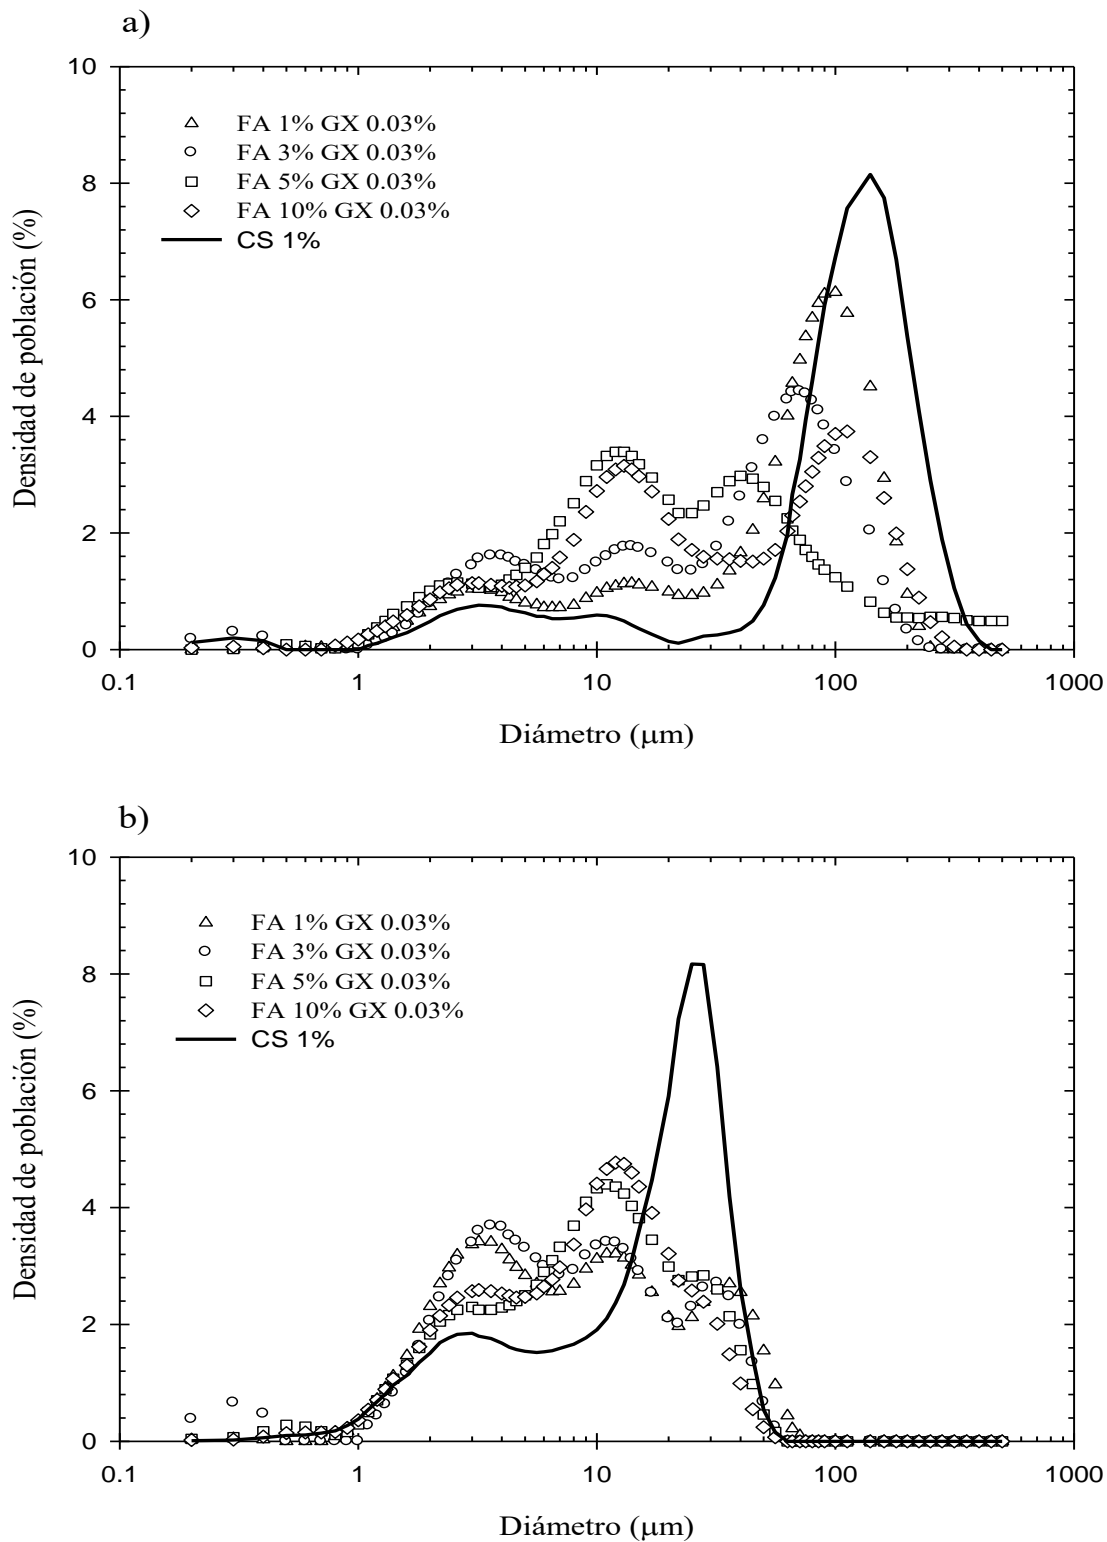 a)
10
8
6
4
2
0
Densidad de población (%)
FA 1% GX 0.03%
FA 3% GX 0.03%
FA 5% GX 0.03%
FA 10% GX 0.03%
CS 1%
0.1 1 10 100 1000
Diámetro (μm)
b)
10
8
6
4
2
0
Densidad de población (%)
FA 1% GX 0.03%
FA 3% GX 0.03%
FA 5% GX 0.03%
FA 10% GX 0.03%
CS 1%
0.1 1 10 100 1000
Diámetro (μm)